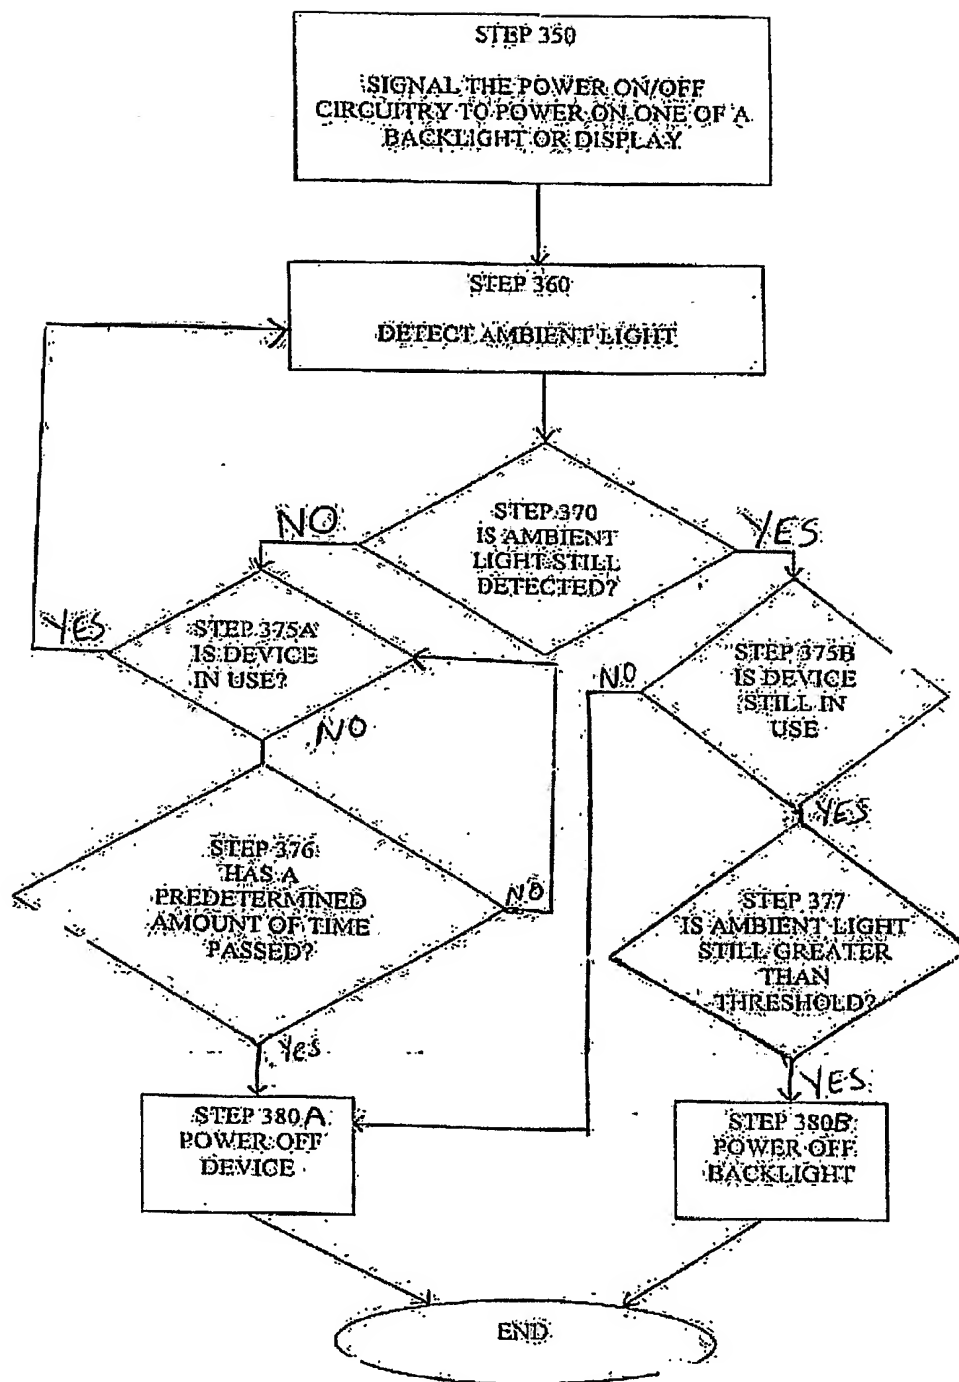 STEP 350
SIGNAL THE POWER ON/OFF
CIRCUITRY TO POWER ON ONE OF A
BACKLIGHT OR DISPLAY
STEP 360
DETECT AMBIENT LIGHT
STEP 370
IS AMBIENT
LIGHT STILL
DETECTED?
NO
YES
STEP 375A
IS DEVICE
IN USE?
YES
NO
STEP 375B
IS DEVICE
STILL IN
USE
NO
YES
STEP 376
HAS A
PREDETERMINED
AMOUNT OF TIME
PASSED?
NO
Yes
STEP 377
IS AMBIENT LIGHT
STILL GREATER
THAN
THRESHOLD?
YES
STEP 380A
POWER OFF
DEVICE
STEP 380B
POWER OFF
BACKLIGHT
END